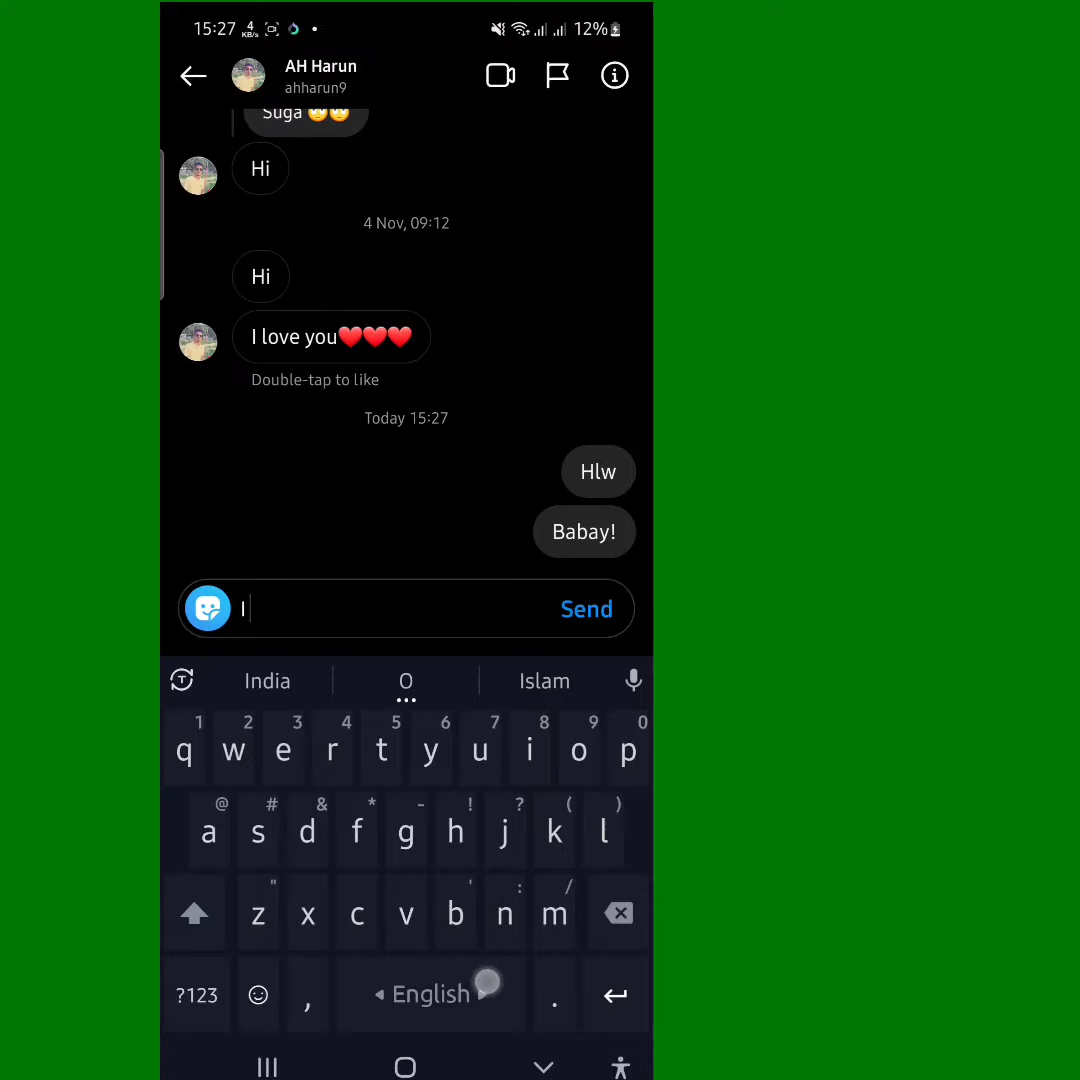 15:27 4 KB/s 12%
AH Harun
ahharun9
Suga 🙄🙄
Hi
4 Nov, 09:12
Hi
I love you❤️❤️❤️
Double-tap to like
Today 15:27
Hlw
Babay!
I Send
India O Islam
1 2 3 4 5 6 7 8 9 0
q w e r t y u i o p
@ # & * - ! ? ( )
a s d f g h j k l
" ' : /
z x c v b n m
?123 , English .